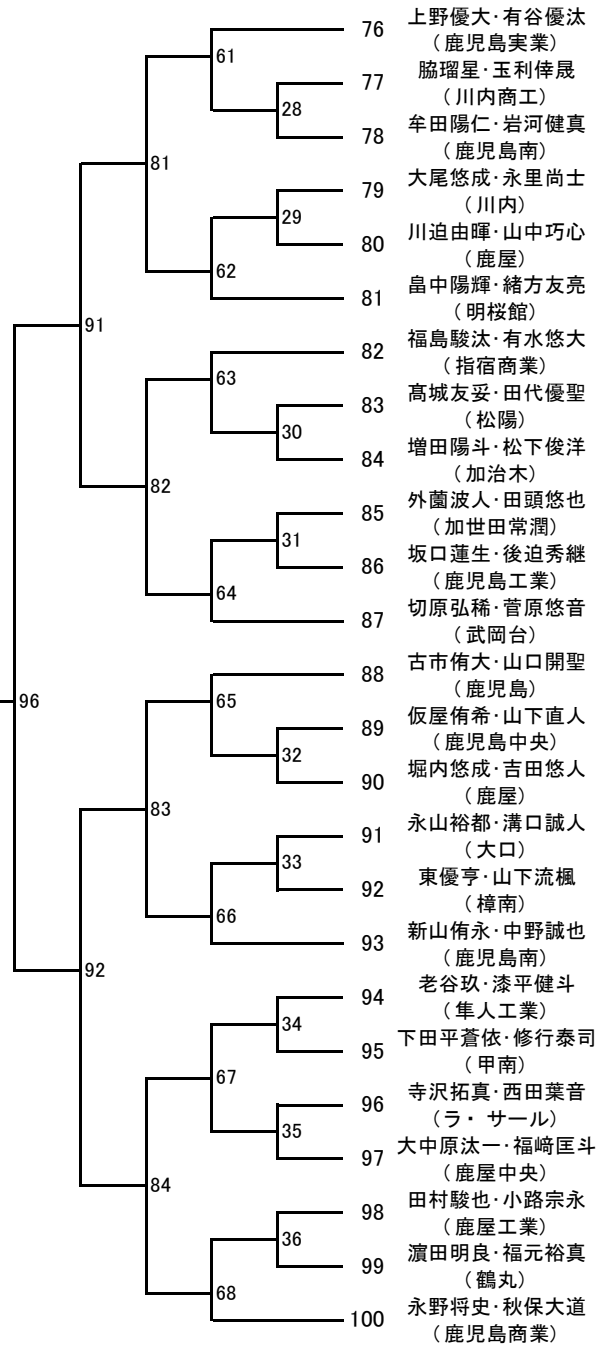 76 上野優大・有谷優汰
(鹿児島実業)
61
77 脇瑠星・玉利倖晟
(川内商工)
28
78 牟田陽仁・岩河健真
(鹿児島南)
81
79 大尾悠成・永里尚士
(川内)
29
80 川迫由暉・山中巧心
(鹿屋)
62
81 畠中陽輝・緒方友亮
(明桜館)
91
82 福島駿汰・有水悠大
(指宿商業)
63
83 髙城友妥・田代優聖
(松陽)
30
84 増田陽斗・松下俊洋
(加治木)
82
85 外薗波人・田頭悠也
(加世田常潤)
31
86 坂口蓮生・後迫秀継
(鹿児島工業)
64
87 切原弘稀・菅原悠音
(武岡台)
88 古市侑大・山口開聖
(鹿児島)
96
65
89 仮屋侑希・山下直人
(鹿児島中央)
32
90 堀内悠成・吉田悠人
(鹿屋)
83
91 永山裕都・溝口誠人
(大口)
33
92 東優亨・山下流楓
(樟南)
66
93 新山侑永・中野誠也
(鹿児島南)
92
94 老谷玖・漆平健斗
(隼人工業)
34
95 下田平蒼依・修行泰司
(甲南)
67
96 寺沢拓真・西田葉音
(ラ・サール)
35
97 大中原汰一・福﨑匡斗
(鹿屋中央)
84
98 田村駿也・小路宗永
(鹿屋工業)
36
99 濵田明良・福元裕真
(鶴丸)
68
100 永野将史・秋保大道
(鹿児島商業)